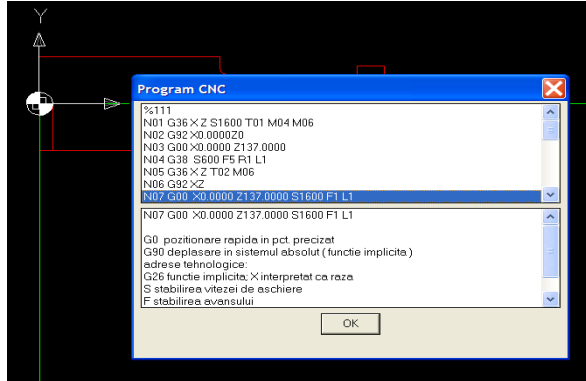 Y
Program CNC
%111
N01 G36 X Z S1600 T01 M04 M06
N02 G92 X0.0000Z0
N03 G00 X0.0000 Z137.0000
N04 G38  S600 F5 R1 L1
N05 G36 X Z T02 M06
N06 G92 XZ
N07 G00  X0.0000 Z137.0000 S1600 F1 L1
N07 G00  X0.0000 Z137.0000 S1600 F1 L1
G0  pozitionare rapida in pct. precizat
G90 deplasare in sistemul absolut ( functie implicita )
adrese tehnologice:
G26 functie implicita; X interpretat ca raza
S stabilirea vitezei de aschiere
F stabilirea avansului
OK